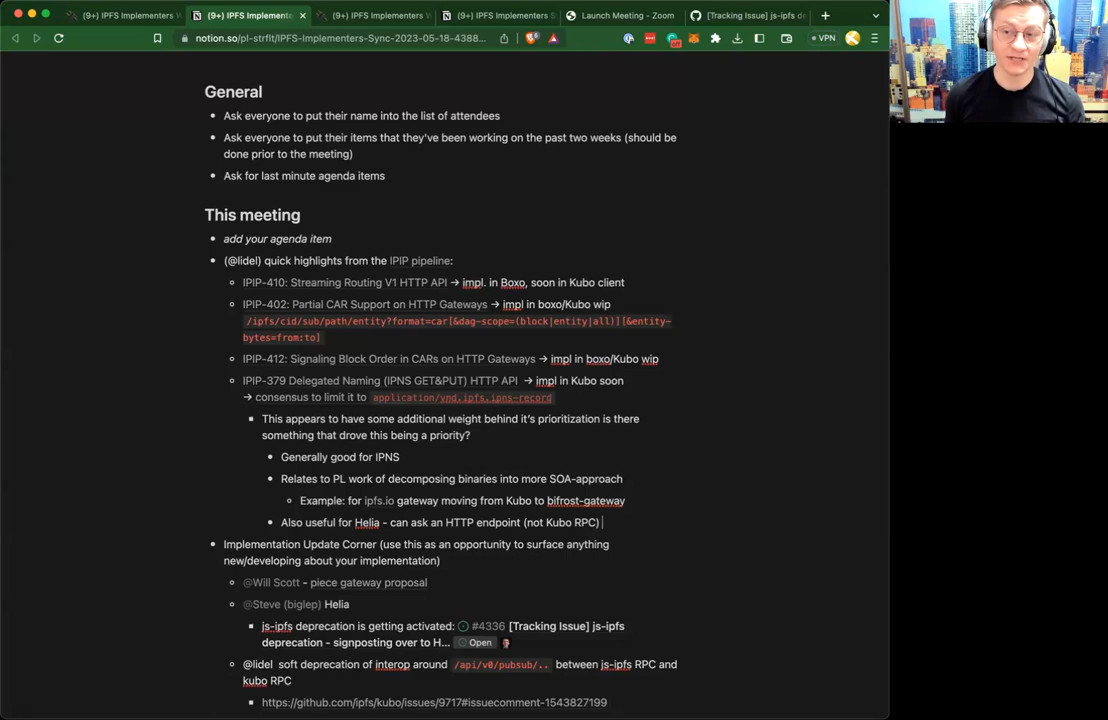 (9+) IPFS Implementers
(9+) IPFS Implemente
(9+) IPFS Implementers
(9+) IPFS Implementers S
Launch Meeting - Zoom
[Tracking Issue] js-ipfs d
notion.so/pl-strflt/IPFS-Implementers-Sync-2023-05-18-4388...
off
VPN
General
Ask everyone to put their name into the list of attendees
Ask everyone to put their items that they've been working on the past two weeks (should be
done prior to the meeting)
Ask for last minute agenda items
This meeting
add your agenda item
(@lidel) quick highlights from the IPIP pipeline:
IPIP-410: Streaming Routing V1 HTTP API → impl. in Boxo, soon in Kubo client
IPIP-402: Partial CAR Support on HTTP Gateways → impl in boxo/Kubo wip
/ipfs/cid/sub/path/entity?format=car[&dag-scope=(block|entity|all)][&entity-
bytes=from:to]
IPIP-412: Signaling Block Order in CARs on HTTP Gateways → impl in boxo/Kubo wip
IPIP-379 Delegated Naming (IPNS GET&PUT) HTTP API → impl in Kubo soon
→ consensus to limit it to application/vnd.ipfs.ipns-record
This appears to have some additional weight behind it's prioritization is there
something that drove this being a priority?
Generally good for IPNS
Relates to PL work of decomposing binaries into more SOA-approach
Example: for ipfs.io gateway moving from Kubo to bifrost-gateway
Also useful for Helia - can ask an HTTP endpoint (not Kubo RPC)
Implementation Update Corner (use this as an opportunity to surface anything
new/developing about your implementation)
@Will Scott - piece gateway proposal
@Steve (biglep) Helia
js-ipfs deprecation is getting activated: #4336 [Tracking Issue] js-ipfs
deprecation - signposting over to H... Open
@lidel soft deprecation of interop around /api/v0/pubsub/.. between js-ipfs RPC and
kubo RPC
https://github.com/ipfs/kubo/issues/9717#issuecomment-1543827199